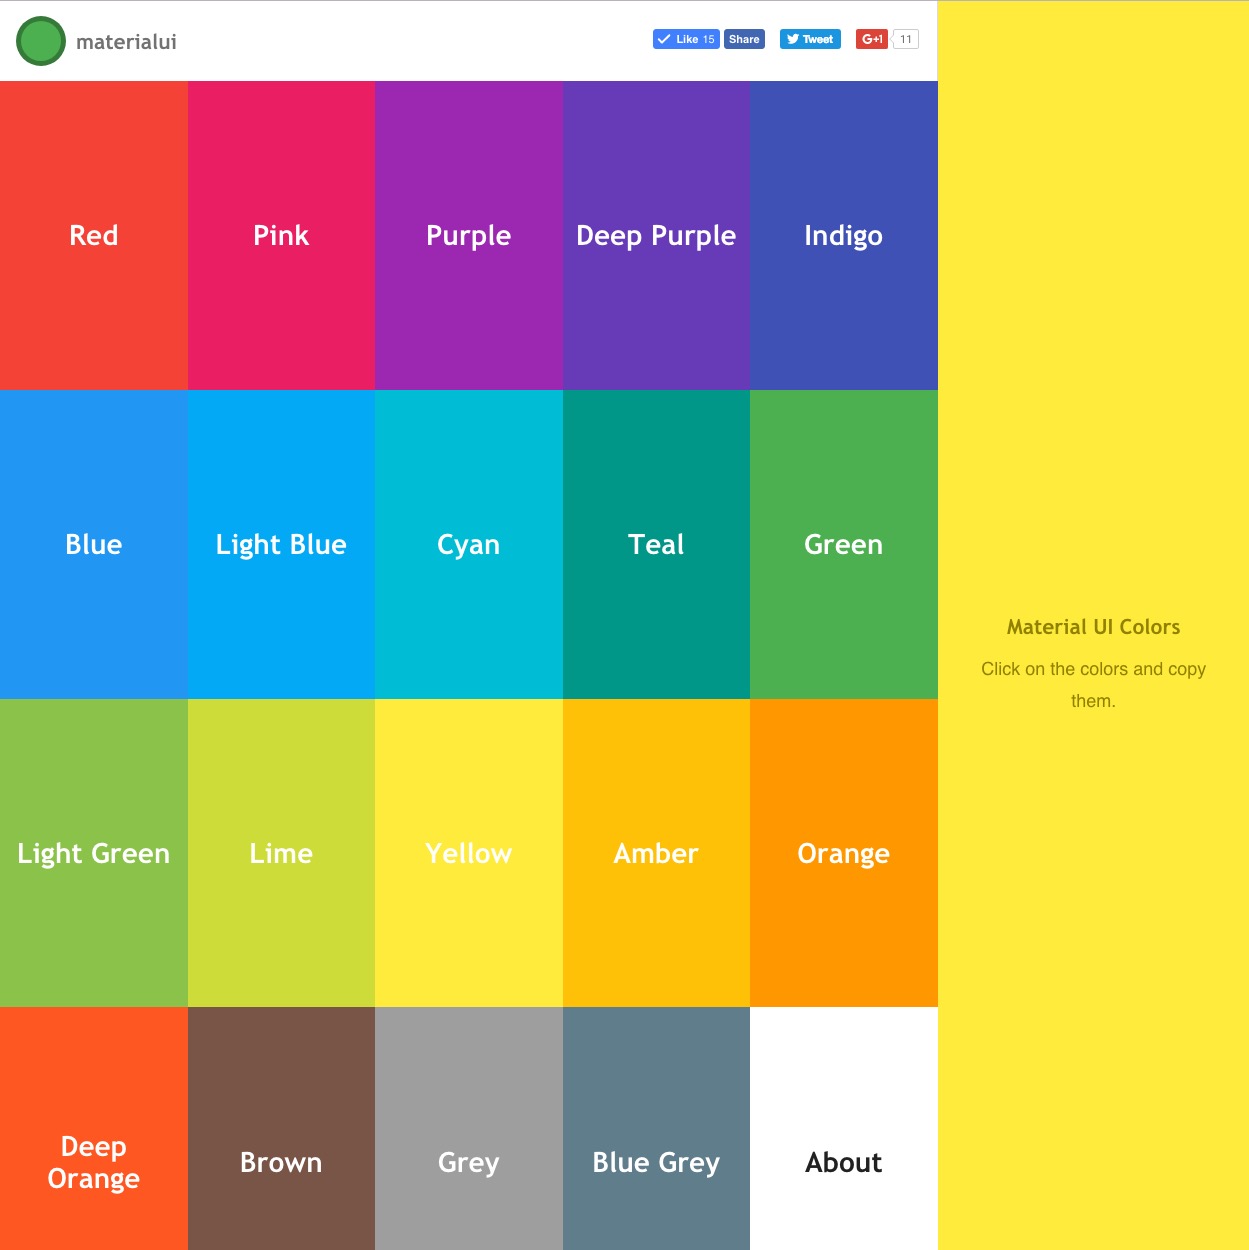 materialui
Like 15 Share Tweet G+1 11
Red Pink Purple Deep Purple Indigo
Blue Light Blue Cyan Teal Green
Material UI Colors
Click on the colors and copy
them.
Light Green Lime Yellow Amber Orange
Deep
Orange
Brown Grey Blue Grey About